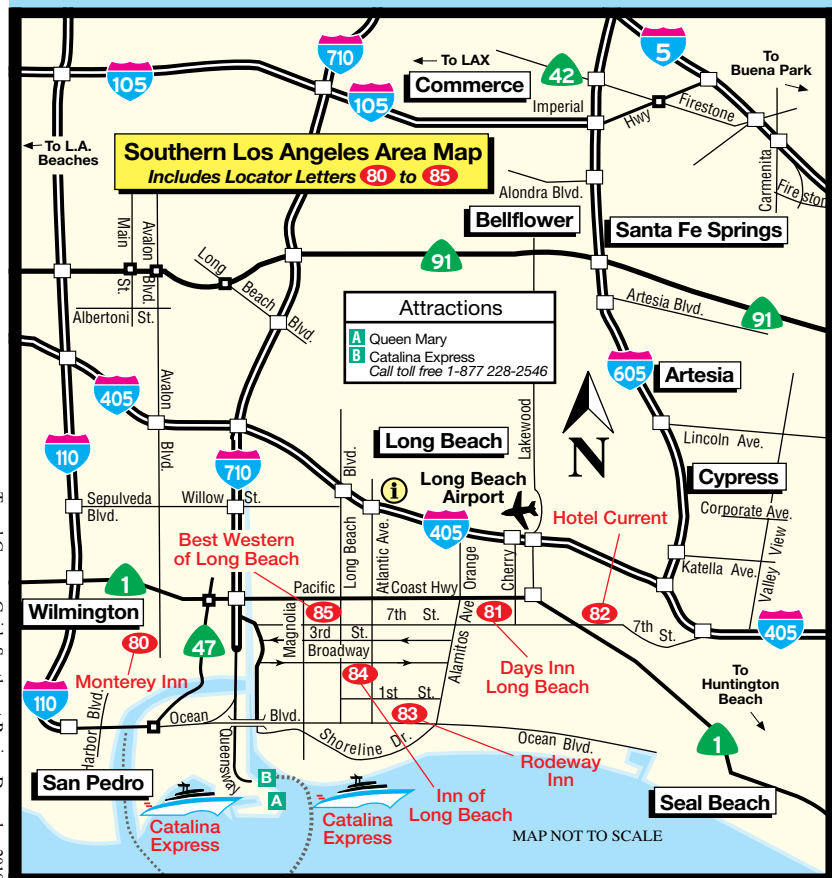 710
5
To LAX
To
Buena Park
105
Commerce
42
105
Imperial
Hwy
Firestone
To L.A.
Beaches
Southern Los Angeles Area Map
Includes Locator Letters 80 to 85
Carmenita
Alondra Blvd.
Main
St.
Avalon
Blvd.
Bellflower
Santa Fe Springs
Long
Beach
Blvd.
91
Attractions
A Queen Mary
B Catalina Express
Call toll free 1-877 228-2546
Artesia Blvd.
91
Albertoni St.
605
Artesia
405
Avalon
Blvd.
Lakewood
N
Long Beach
Lincoln Ave.
110
710
Blvd.
Long Beach
i
Long Beach
Airport
Cypress
Sepulveda
Blvd.
Willow St.
Atlantic Ave.
405
Hotel Current
Corporate Ave.
Valley View
Best Western
of Long Beach
Orange
Cherry
Katella Ave.
1
Pacific
Coast Hwy
Wilmington
Magnolia
85
7th St.
81
82
7th St.
405
80
47
3rd St.
Broadway
Alamitos Ave
Days Inn
Long Beach
Monterey Inn
84
To
Huntington
Beach
110
Harbor Blvd.
Ocean
Blvd.
1st St.
83
Queensway
Shoreline Dr.
Ocean Blvd.
1
Rodeway
Inn
San Pedro
B
A
Inn of
Long Beach
Seal Beach
Catalina
Express
Catalina
Express
MAP NOT TO SCALE